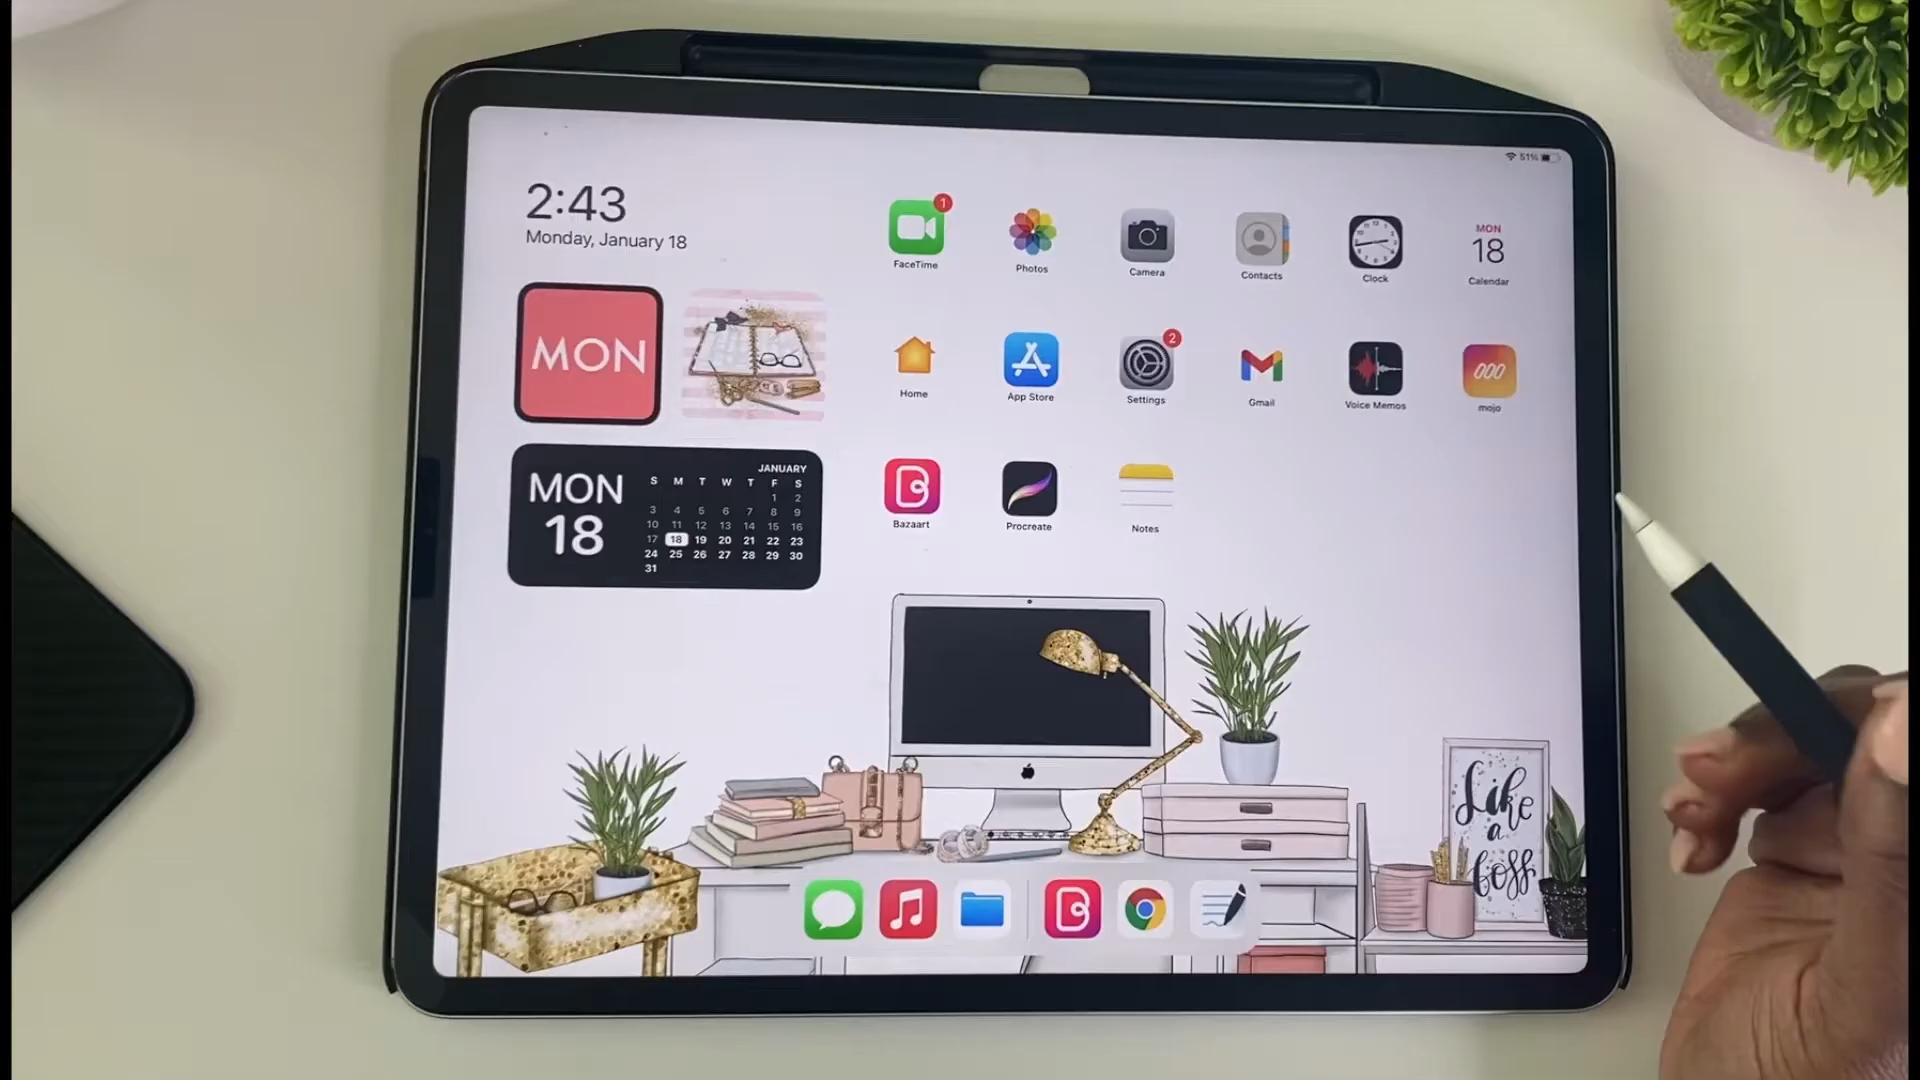 51%
2:43
Monday, January 18
1
FaceTime
Photos
Camera
Contacts
Clock
MON
18
Calendar
MON
Home
App Store
2
Settings
Gmail
Voice Memos
mojo
MON
18
JANUARY
S M T W T F S
1 2
3 4 5 6 7 8 9
10 11 12 13 14 15 16
17 18 19 20 21 22 23
24 25 26 27 28 29 30
31
Bazaart
Procreate
Notes
Like
a
boss